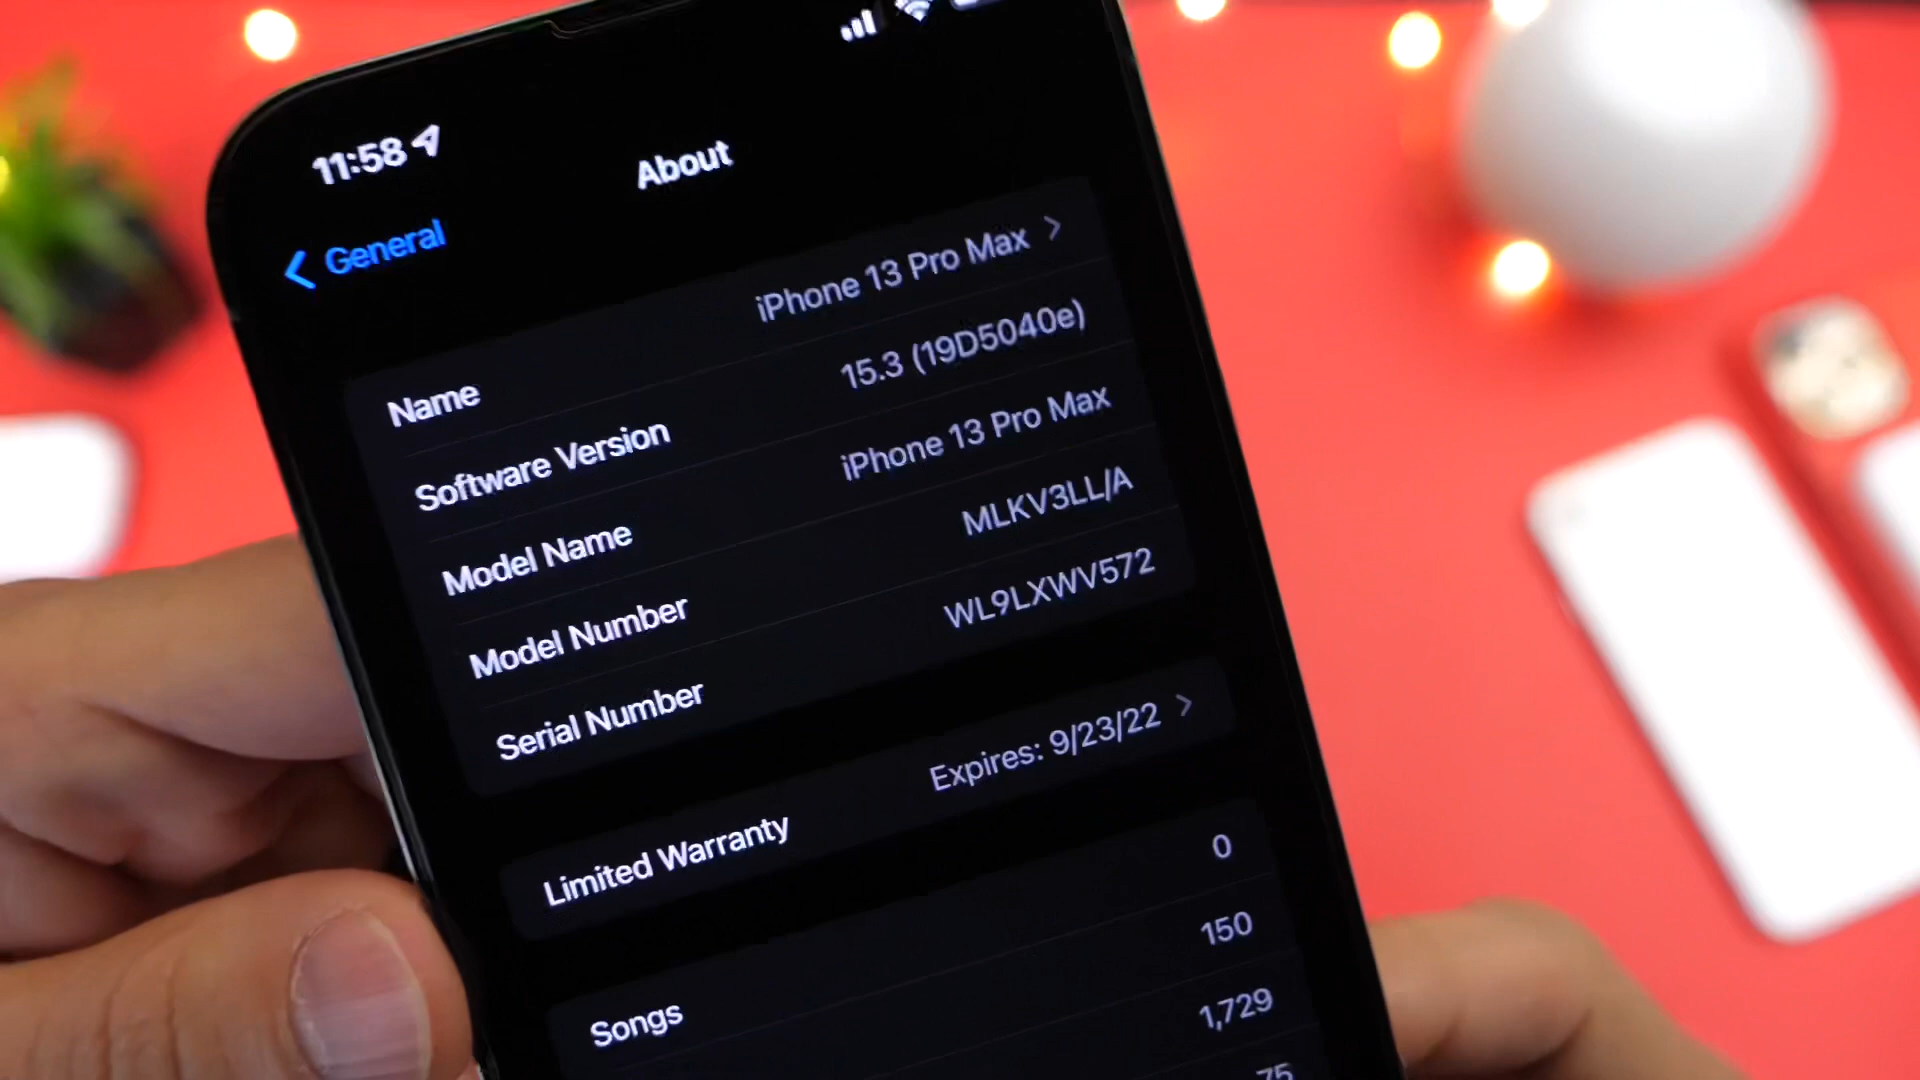 11:58
About
General
Name iPhone 13 Pro Max
Software Version 15.3 (19D5040e)
Model Name iPhone 13 Pro Max
Model Number MLKV3LL/A
Serial Number WL9LXWV572
Limited Warranty Expires: 9/23/22
Songs 0
150
1,729
75